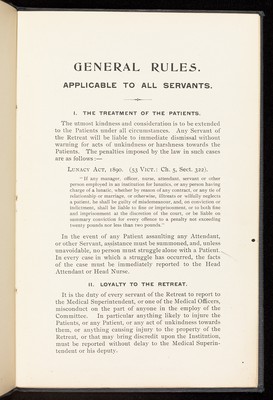 GENERAL RULES.
APPLICABLE TO ALL SERVANTS.
I. THE TREATMENT OF THE PATIENTS.
The utmost kindness and consideration is to be extended
to the Patients under all circumstances. Any Servant of
the Retreat will be liable to immediate dismissal without
warning for acts of unkindness or harshness towards the
Patients. The penalties imposed by the law in such cases
are as follows:—
LUNACY ACT, 1890. (53 VICT.: Ch. 5, Sect. 322).
"If any manager, officer, nurse, attendant, servant or other
person employed in an institution for lunatics, or any person having
charge of a lunatic, whether by reason of any contract, or any tie of
relationship or marriage, or otherwise, illtreats or wilfully neglects
a patient, he shall be guilty of misdemeanour, and, on conviction or
indictment, shall be liable to fine or imprisonment, or to both fine
and imprisonment at the discretion of the court, or be liable on
summary conviction for every offence to a penalty not exceeding
twenty pounds nor less than two pounds."
In the event of any Patient assaulting any Attendant,
or other Servant, assistance must be summoned, and, unless
unavoidable, no person must struggle alone with a Patient.
In every case in which a struggle has occurred, the facts
of the case must be immediately reported to the Head
Attendant or Head Nurse.
II. LOYALTY TO THE RETREAT.
It is the duty of every servant of the Retreat to report to
the Medical Superintendent, or one of the Medical Officers,
misconduct on the part of anyone in the employ of the
Committee. In particular anything likely to injure the
Patients, or any Patient, or any act of unkindness towards
them, or anything causing injury to the property of the
Retreat, or that may bring discredit upon the Institution,
must be reported without delay to the Medical Superin-
tendent or his deputy.